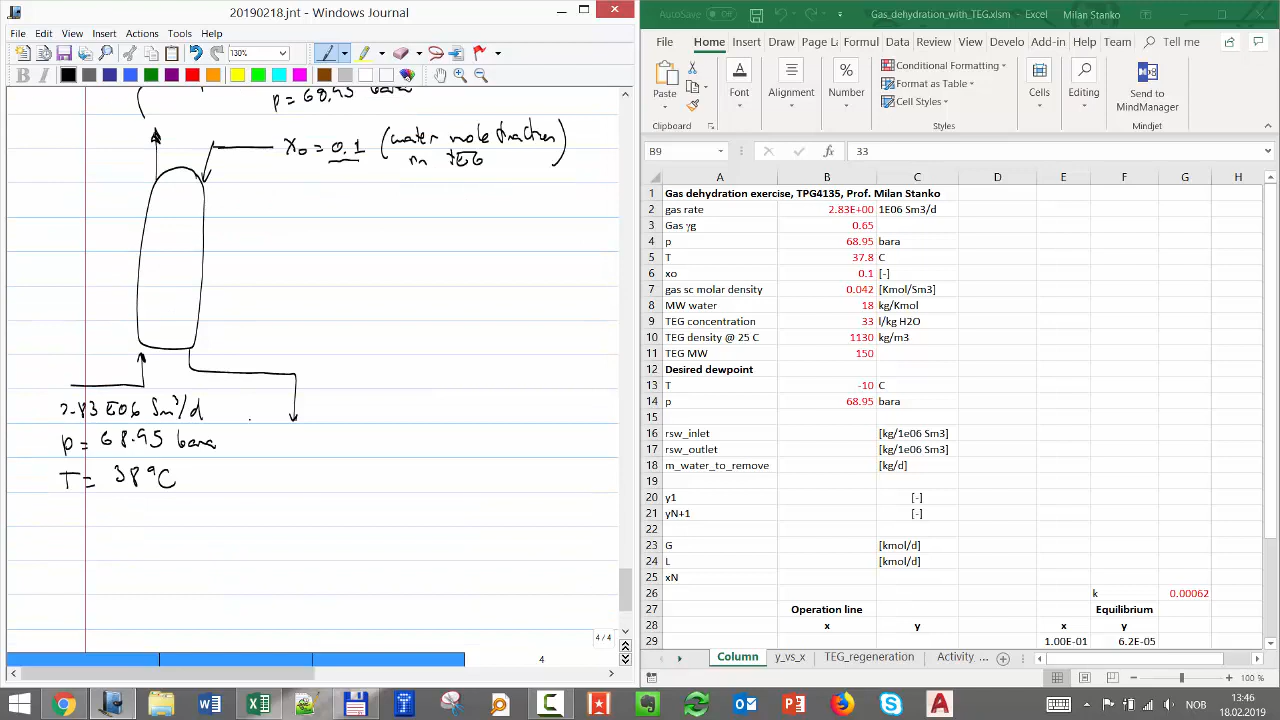 20190218.jnt - Windows Journal
File Edit View Insert Actions Tools Help
130%
B I
p = 68.95 bara
x0 = 0.1 (water mole fraction
in TEG
2.83 E06 Sm3/d
p = 68.95 bara
T = 38 °C
4/4
4
AutoSave Off
Gas_dehydration_with_TEG.xlsm - Excel
Milan Stanko
File Home Insert Draw Page L Formul Data Review View Develo Add-in Help Team Tell me
Paste
Clipboard
Font
Alignment
Number
Conditional Formatting
Format as Table
Cell Styles
Styles
Cells
Editing
Send to
MindManager
Mindjet
B9
fx
33
A B C D E F G H
1 Gas dehydration exercise, TPG4135, Prof. Milan Stanko
2 gas rate 2.83E+00 1E06 Sm3/d
3 Gas γg 0.65
4 p 68.95 bara
5 T 37.8 C
6 xo 0.1 [-]
7 gas sc molar density 0.042 [Kmol/Sm3]
8 MW water 18 kg/Kmol
9 TEG concentration 33 l/kg H2O
10 TEG density @ 25 C 1130 kg/m3
11 TEG MW 150
12 Desired dewpoint
13 T -10 C
14 p 68.95 bara
15
16 rsw_inlet [kg/1e06 Sm3]
17 rsw_outlet [kg/1e06 Sm3]
18 m_water_to_remove [kg/d]
19
20 y1 [-]
21 yN+1 [-]
22
23 G [kmol/d]
24 L [kmol/d]
25 xN
26 k 0.00062
27 Operation line Equilibrium
28 x y x y
29 1.00E-01 6.2E-05
Column y_vs_x TEG_regeneration Activity ...
100 %
NO
13:46
18.02.2019